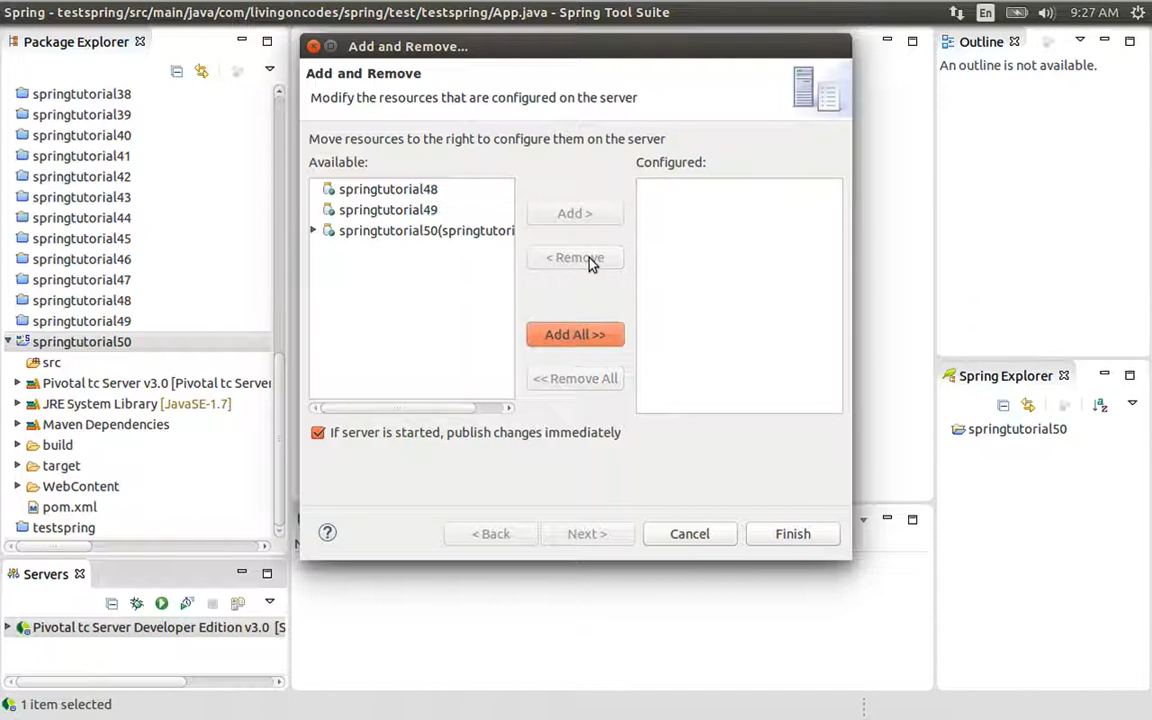 Spring - testspring/src/main/java/com/livingoncodes/spring/test/testspring/App.java - Spring Tool Suite
En
9:27 AM
Package Explorer
springtutorial38
springtutorial39
springtutorial40
springtutorial41
springtutorial42
springtutorial43
springtutorial44
springtutorial45
springtutorial46
springtutorial47
springtutorial48
springtutorial49
springtutorial50
src
Pivotal tc Server v3.0 [Pivotal tc Server
JRE System Library [JavaSE-1.7]
Maven Dependencies
build
target
WebContent
pom.xml
testspring
Servers
Pivotal tc Server Developer Edition v3.0 [S
1 item selected
Add and Remove...
Add and Remove
Modify the resources that are configured on the server
Move resources to the right to configure them on the server
Available:
Configured:
springtutorial48
springtutorial49
springtutorial50(springtutori
Add >
< Remove
Add All >>
<< Remove All
If server is started, publish changes immediately
< Back
Next >
Cancel
Finish
Outline
An outline is not available.
Spring Explorer
springtutorial50